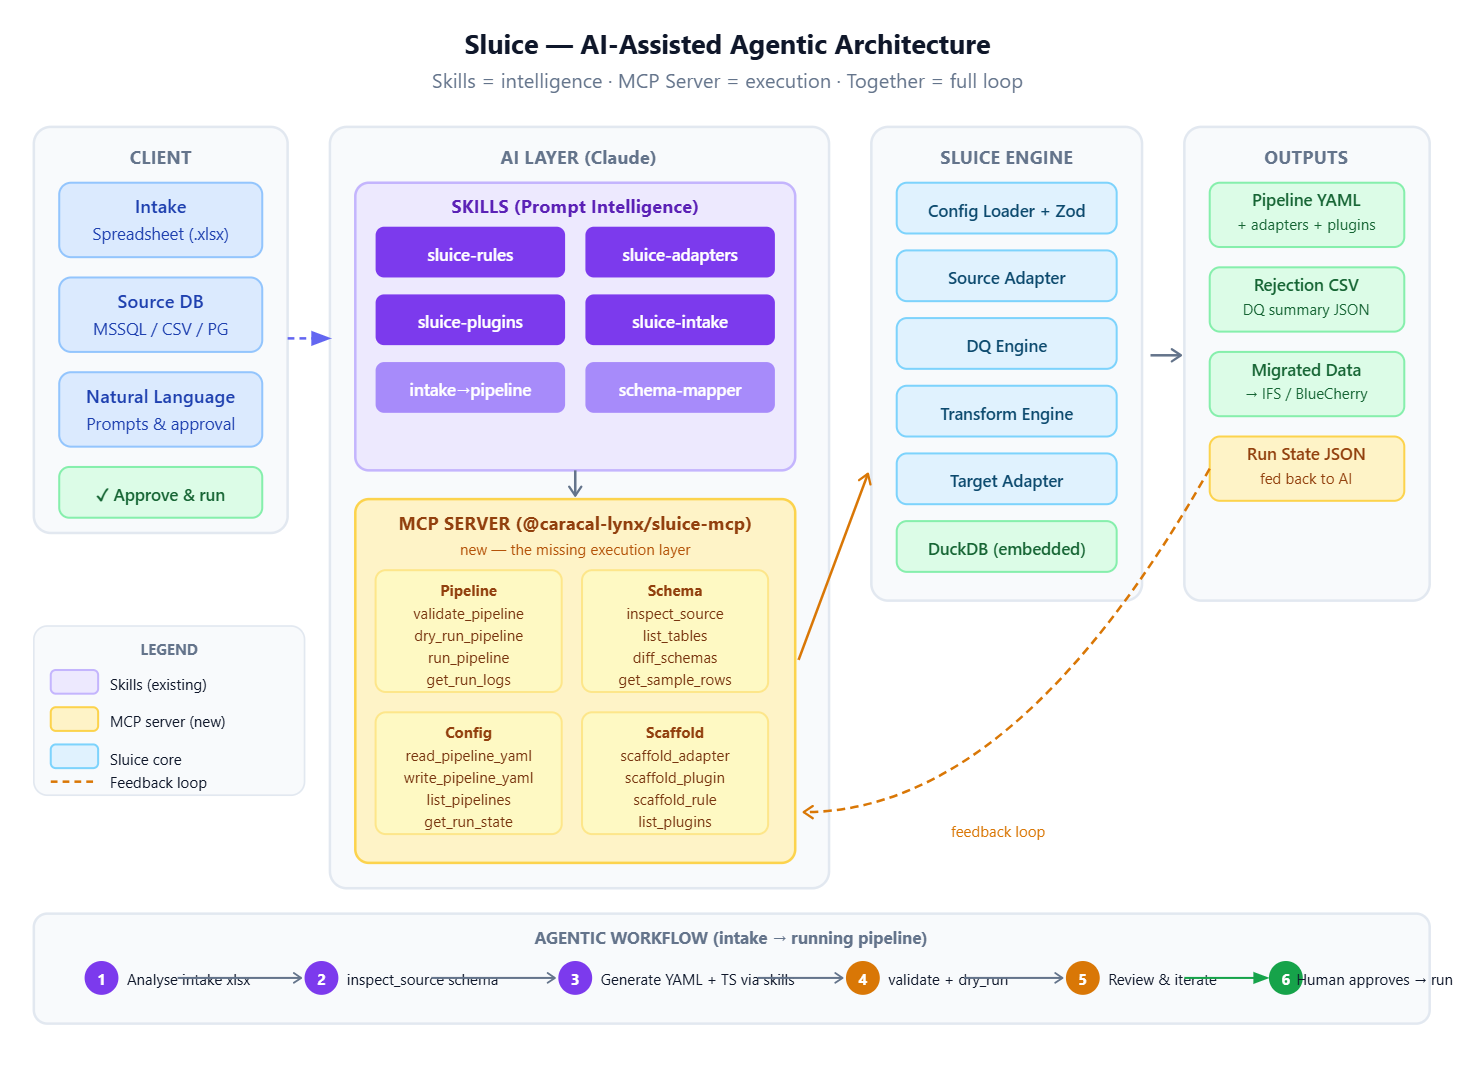 Sluice — AI-Assisted Agentic Architecture
Skills = intelligence · MCP Server = execution · Together = full loop
CLIENT
Intake
Spreadsheet (.xlsx)
Source DB
MSSQL / CSV / PG
Natural Language
Prompts & approval
✓ Approve & run
AI LAYER (Claude)
SKILLS (Prompt Intelligence)
sluice-rules
sluice-adapters
sluice-plugins
sluice-intake
intake→pipeline
schema-mapper
MCP SERVER (@caracal-lynx/sluice-mcp)
new — the missing execution layer
Pipeline
validate_pipeline
dry_run_pipeline
run_pipeline
get_run_logs
Schema
inspect_source
list_tables
diff_schemas
get_sample_rows
Config
read_pipeline_yaml
write_pipeline_yaml
list_pipelines
get_run_state
Scaffold
scaffold_adapter
scaffold_plugin
scaffold_rule
list_plugins
SLUICE ENGINE
Config Loader + Zod
Source Adapter
DQ Engine
Transform Engine
Target Adapter
DuckDB (embedded)
OUTPUTS
Pipeline YAML
+ adapters + plugins
Rejection CSV
DQ summary JSON
Migrated Data
→ IFS / BlueCherry
Run State JSON
fed back to AI
feedback loop
LEGEND
Skills (existing)
MCP server (new)
Sluice core
Feedback loop
AGENTIC WORKFLOW (intake → running pipeline)
1 Analyse intake xlsx
2 inspect_source schema
3 Generate YAML + TS via skills
4 validate + dry_run
5 Review & iterate
6 Human approves → run